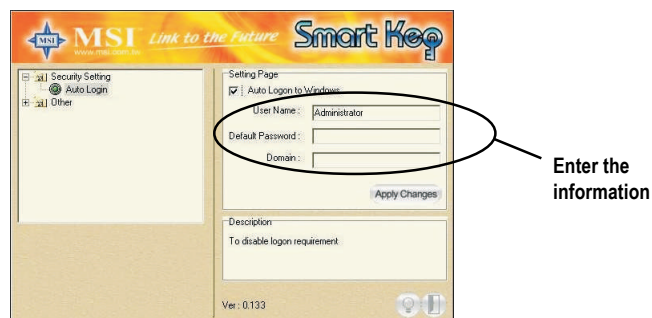 MSI MSI Link to the Future Smart Key
www.msi.com.tw
Security Setting
Auto Login
Other
Setting Page
Auto Logon to Windows
User Name : Administrator
Default Password :
Domain :
Apply Changes
Description
To disable logon requirement
Ver : 0.133
Enter the
information